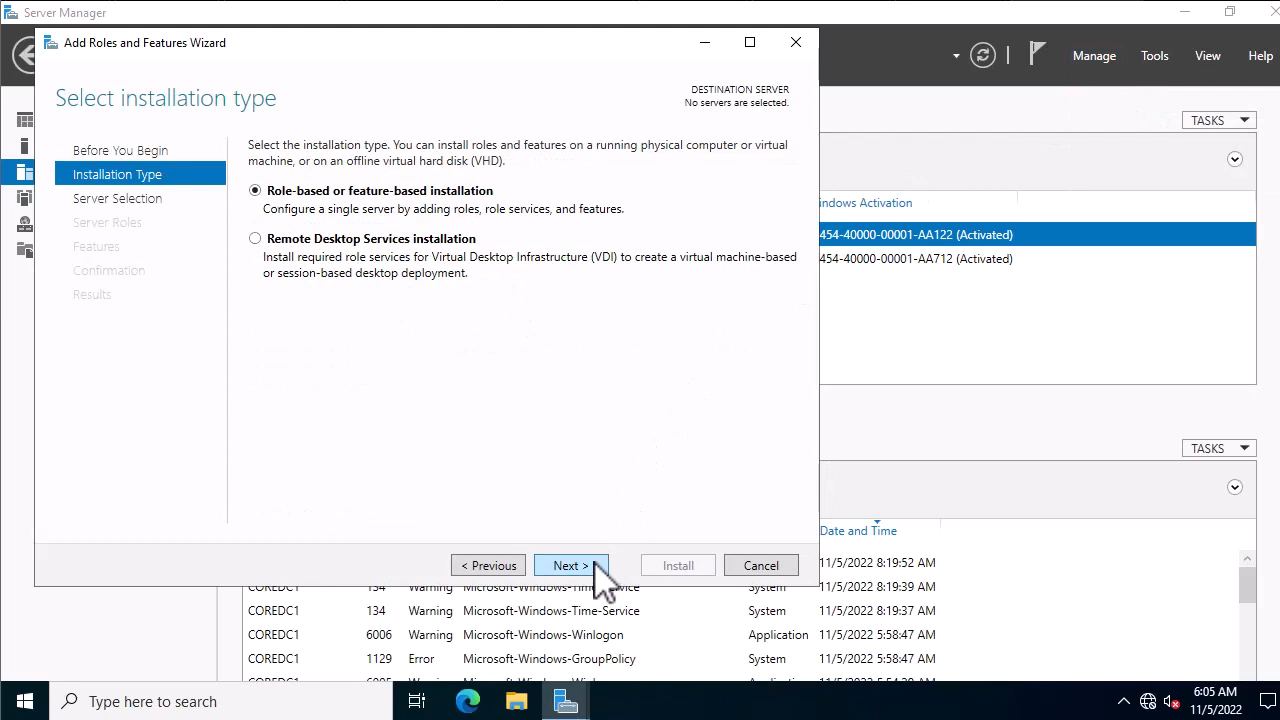 Server Manager
Add Roles and Features Wizard
Manage
Tools
View
Help
Select installation type
DESTINATION SERVER
No servers are selected.
Before You Begin
Installation Type
Server Selection
Server Roles
Features
Confirmation
Results
Select the installation type. You can install roles and features on a running physical computer or virtual
machine, or on an offline virtual hard disk (VHD).
Role-based or feature-based installation
Configure a single server by adding roles, role services, and features.
Remote Desktop Services installation
Install required role services for Virtual Desktop Infrastructure (VDI) to create a virtual machine-based
or session-based desktop deployment.
< Previous
Next >
Install
Cancel
TASKS
indows Activation
454-40000-00001-AA122 (Activated)
454-40000-00001-AA712 (Activated)
TASKS
Date and Time
11/5/2022 8:19:52 AM
COREDC1 134 Warning Microsoft-Windows-Time-Service System 11/5/2022 8:19:39 AM
COREDC1 134 Warning Microsoft-Windows-Time-Service System 11/5/2022 8:19:37 AM
COREDC1 6006 Warning Microsoft-Windows-Winlogon Application 11/5/2022 5:58:47 AM
COREDC1 1129 Error Microsoft-Windows-GroupPolicy System 11/5/2022 5:58:47 AM
Type here to search
6:05 AM
11/5/2022